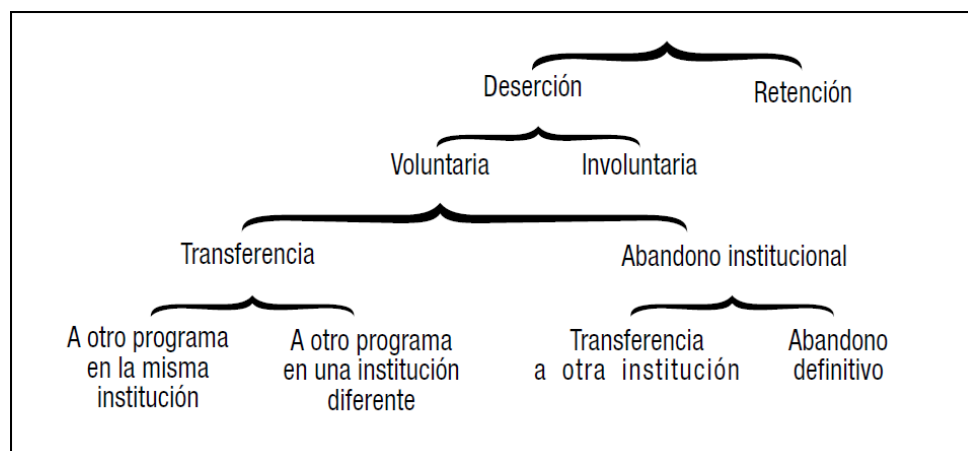 Deserción
Retención
Voluntaria
Involuntaria
Transferencia
Abandono institucional
A otro programa
en la misma
institución
A otro programa
en una institución
diferente
Transferencia
a otra institución
Abandono
definitivo